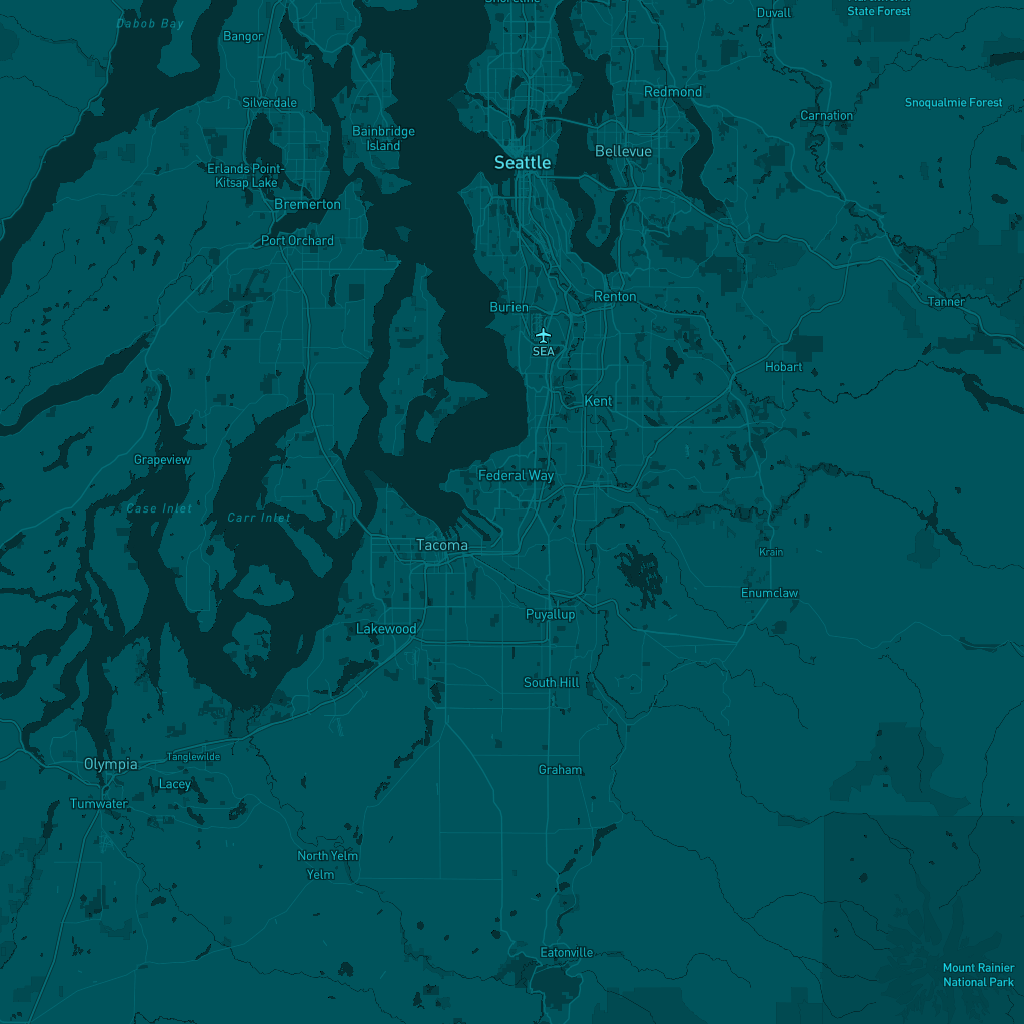 Shoreline
Duvall
State Forest
Dabob Bay
Bangor
Redmond
Silverdale
Snoqualmie Forest
Carnation
Bainbridge
Island
Bellevue
Seattle
Erlands Point-
Kitsap Lake
Bremerton
Port Orchard
Renton
Tanner
Burien
SEA
Hobart
Kent
Grapeview
Federal Way
Case Inlet
Carr Inlet
Tacoma
Krain
Enumclaw
Puyallup
Lakewood
South Hill
Tanglewilde
Olympia
Graham
Lacey
Tumwater
North Yelm
Yelm
Eatonville
Mount Rainier
National Park